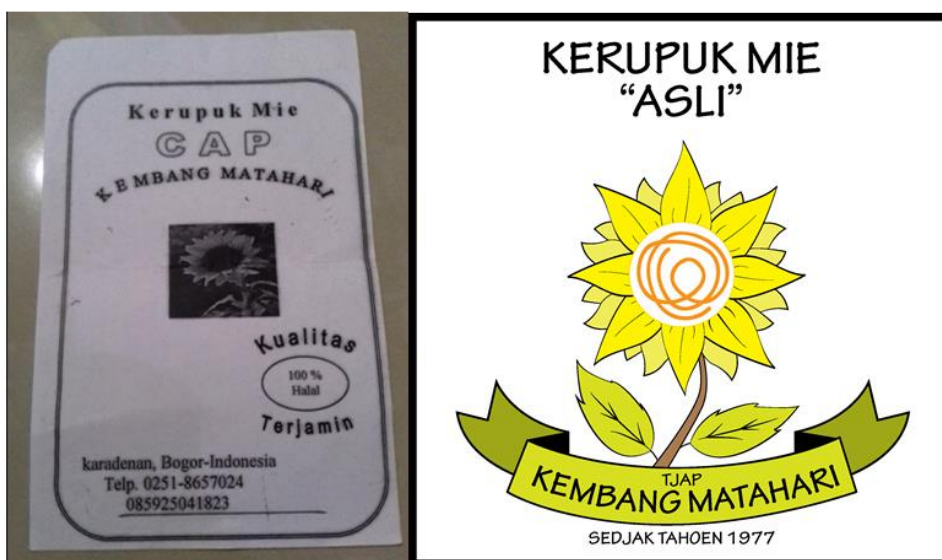 Kerupuk Mie
CAP
KEMBANG MATAHARI
Kualitas
100 %
Halal
Terjamin
karadenan, Bogor-Indonesia
Telp. 0251-8657024
085925041823
KERUPUK MIE
"ASLI"
TJAP
KEMBANG MATAHARI
SEDJAK TAHOEN 1977